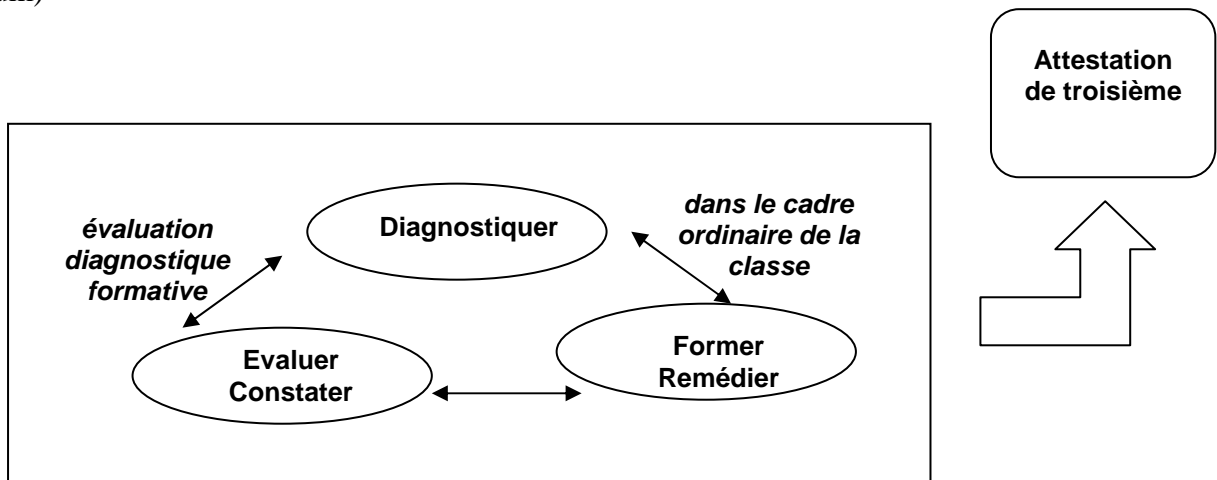 Attestation
de troisième
évaluation
diagnostique
formative
Diagnostiquer
dans le cadre
ordinaire de la
classe
Evaluer
Constater
Former
Remédier